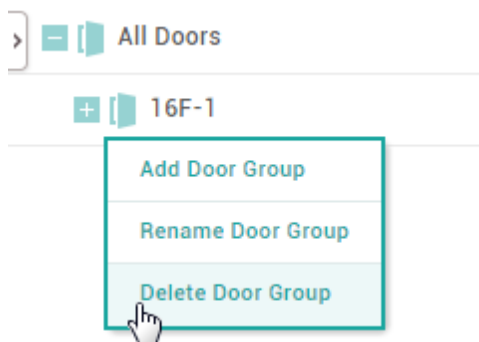 All Doors
16F-1
Add Door Group
Rename Door Group
Delete Door Group